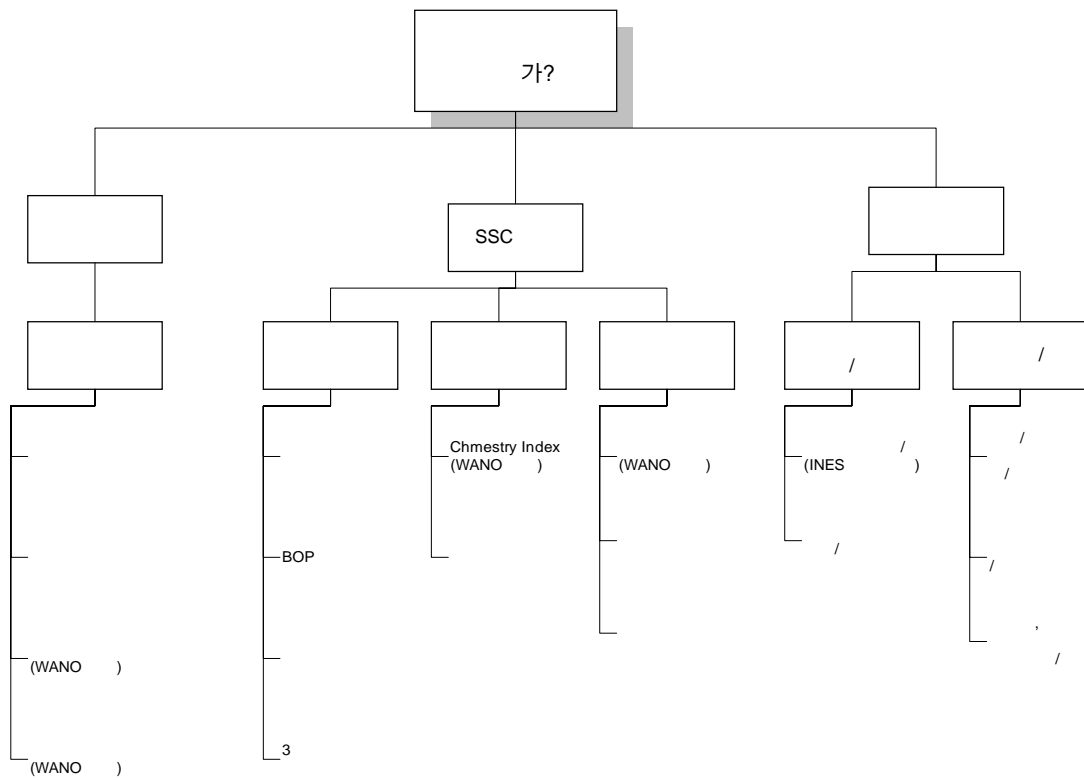 가?
SSC
/
/
(WANO )
(WANO )
BOP
3
Chmestry Index
(WANO )
(WANO )
/
(INES )
/
/
/
/
,
/